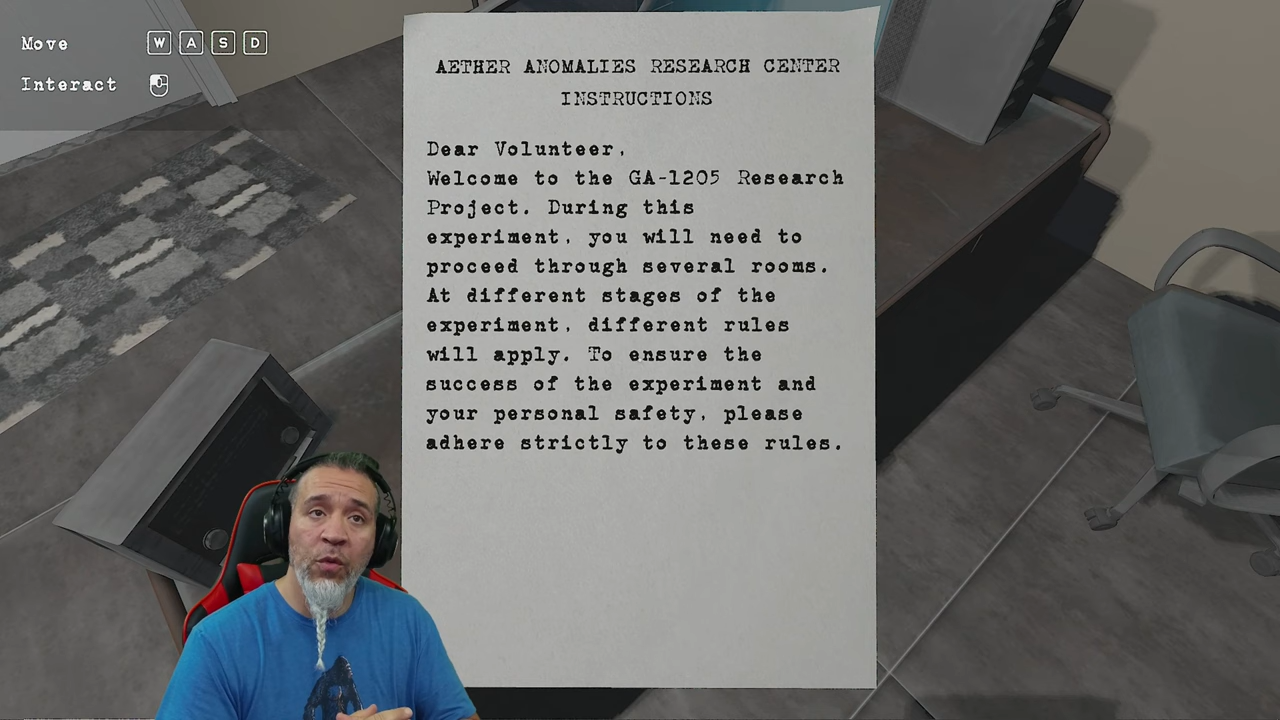 Move W A S D
Interact
AETHER ANOMALIES RESEARCH CENTER
INSTRUCTIONS
Dear Volunteer,
Welcome to the GA-1205 Research
Project. During this
experiment, you will need to
proceed through several rooms.
At different stages of the
experiment, different rules
will apply. To ensure the
success of the experiment and
your personal safety, please
adhere strictly to these rules.